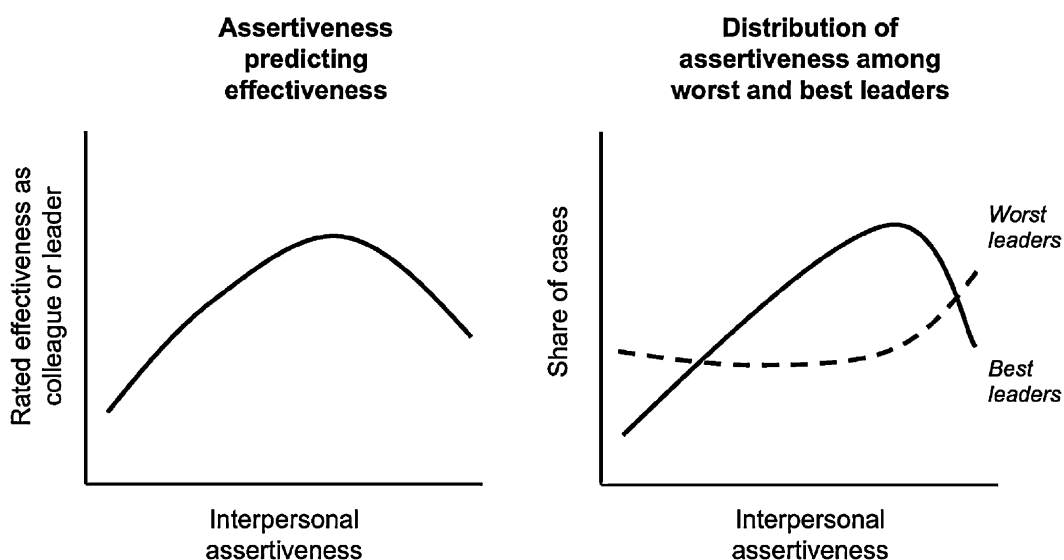 Assertiveness
predicting
effectiveness
Rated effectiveness as
colleague or leader
Interpersonal
assertiveness
Distribution of
assertiveness among
worst and best leaders
Share of cases
Worst
leaders
Best
leaders
Interpersonal
assertiveness